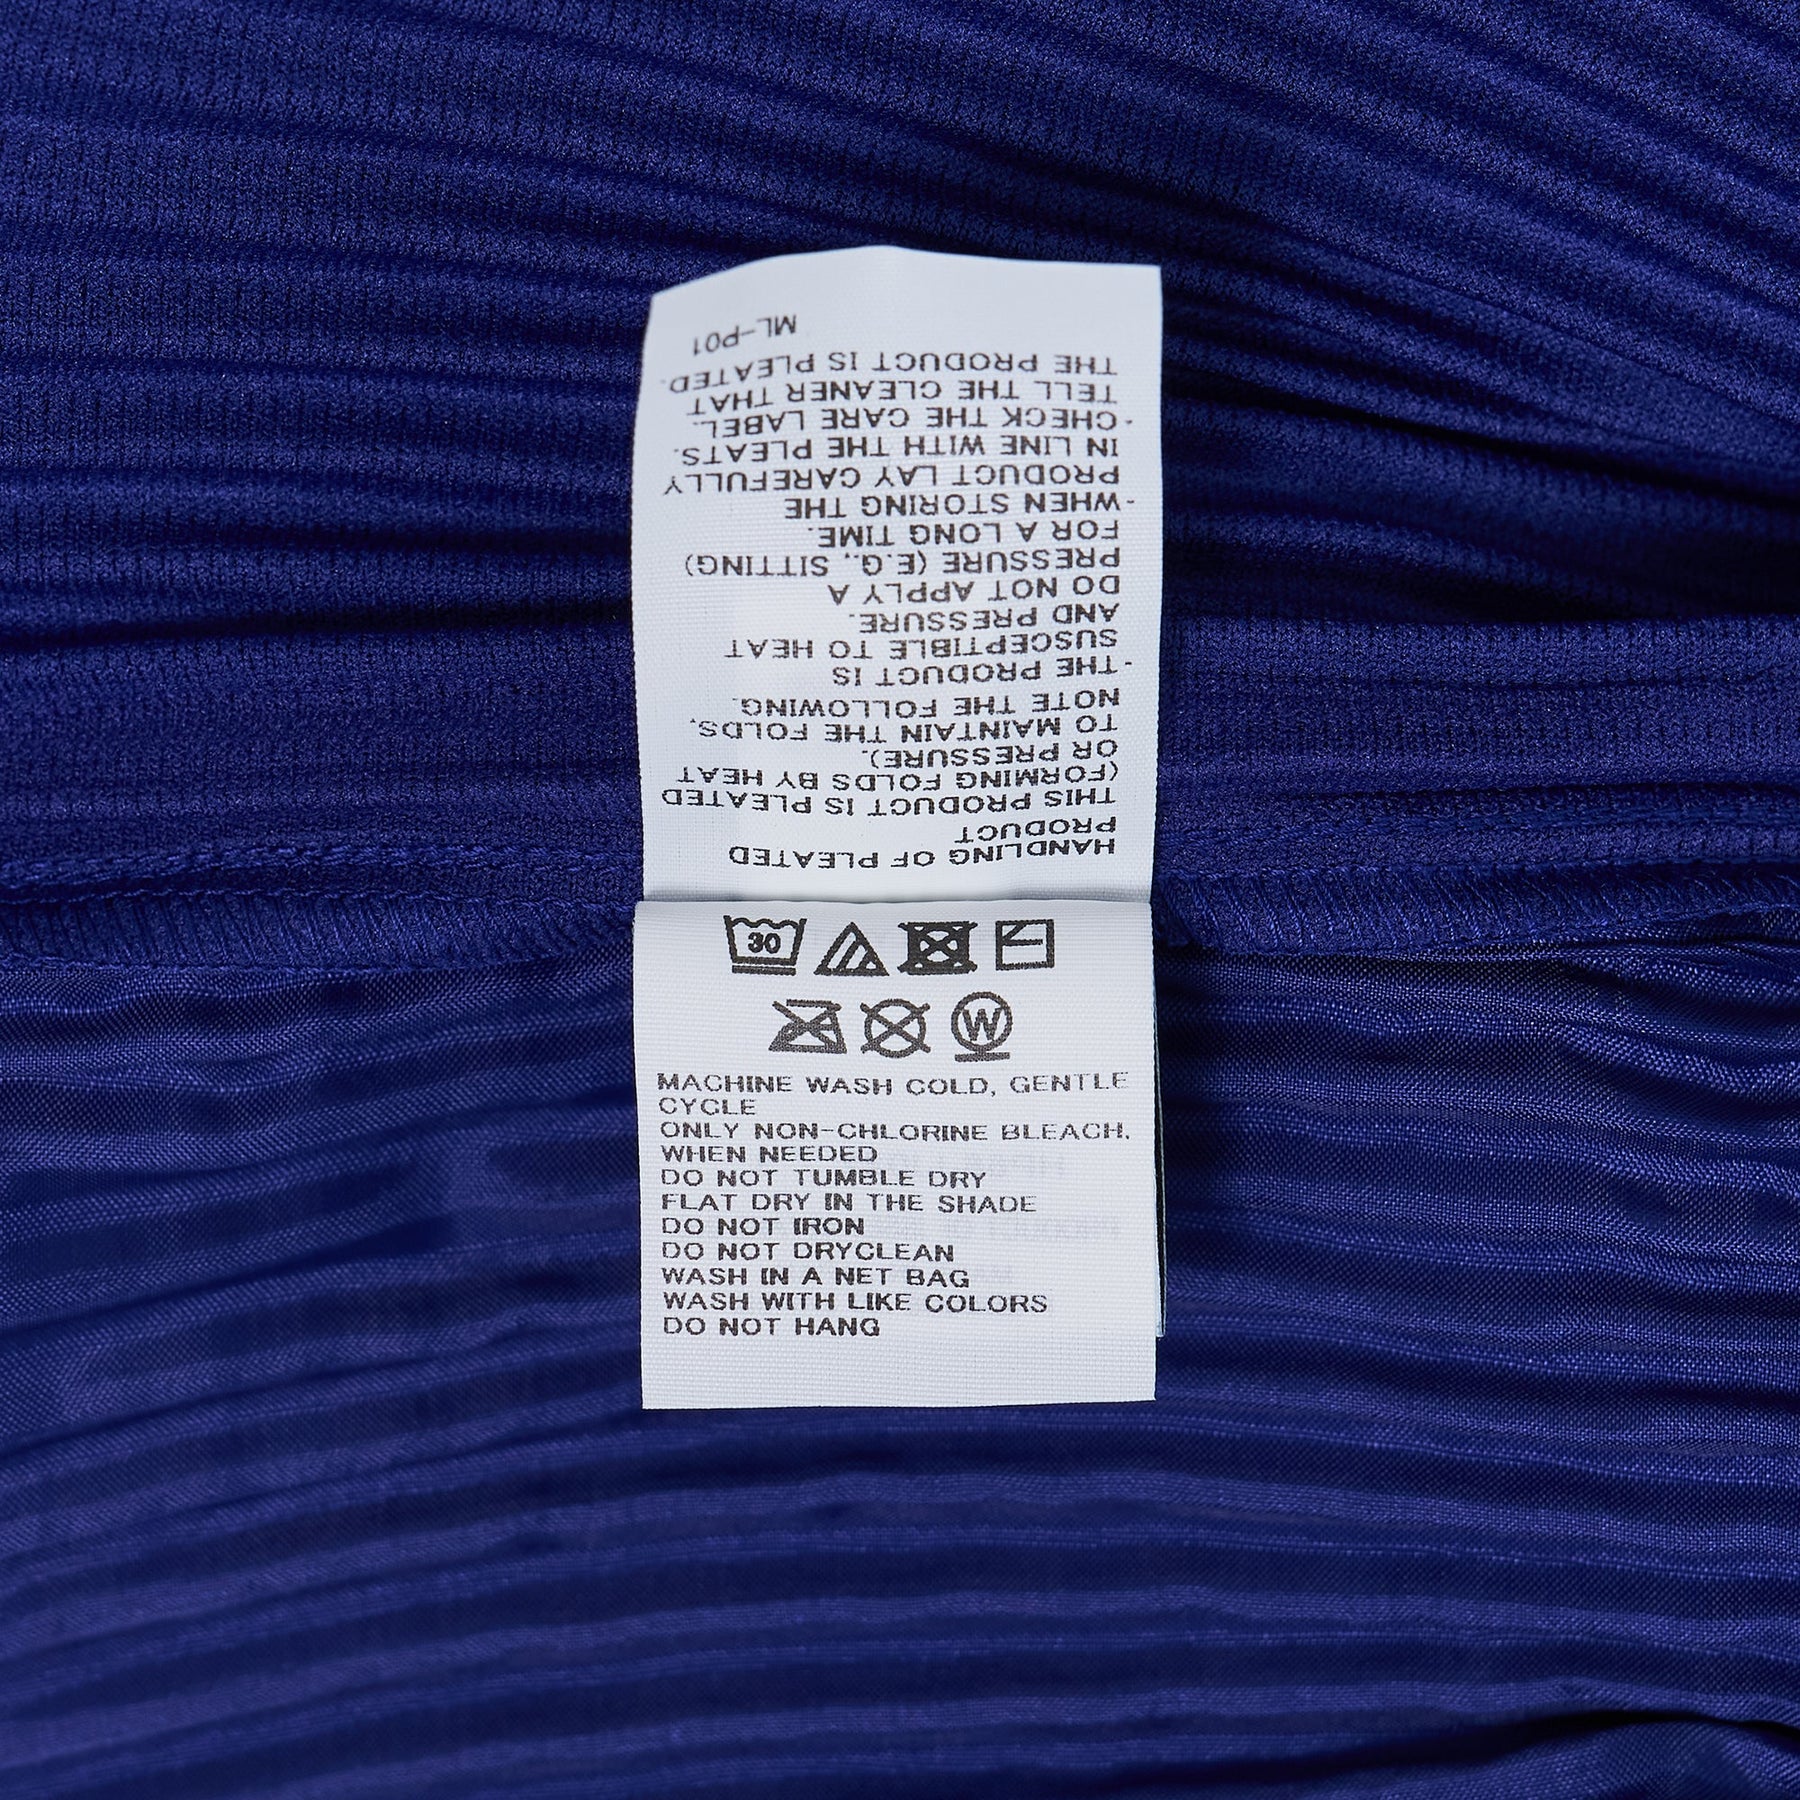 HANDLING OF PLEATED
PRODUCT
THIS PRODUCT IS PLEATED
(FORMING FOLDS BY HEAT
OR PRESSURE).
TO MAINTAIN THE FOLDS,
NOTE THE FOLLOWING.
-THE PRODUCT IS
SUSCEPTIBLE TO HEAT
AND PRESSURE.
DO NOT APPLY A
PRESSURE (E.G., SITTING)
FOR A LONG TIME.
-WHEN STORING THE
PRODUCT LAY CAREFULLY
IN LINE WITH THE PLEATS.
-CHECK THE CARE LABEL.
TELL THE CLEANER THAT
THE PRODUCT IS PLEATED.
ML-P01
30
W
MACHINE WASH COLD, GENTLE
CYCLE
ONLY NON-CHLORINE BLEACH,
WHEN NEEDED
DO NOT TUMBLE DRY
FLAT DRY IN THE SHADE
DO NOT IRON
DO NOT DRYCLEAN
WASH IN A NET BAG
WASH WITH LIKE COLORS
DO NOT HANG